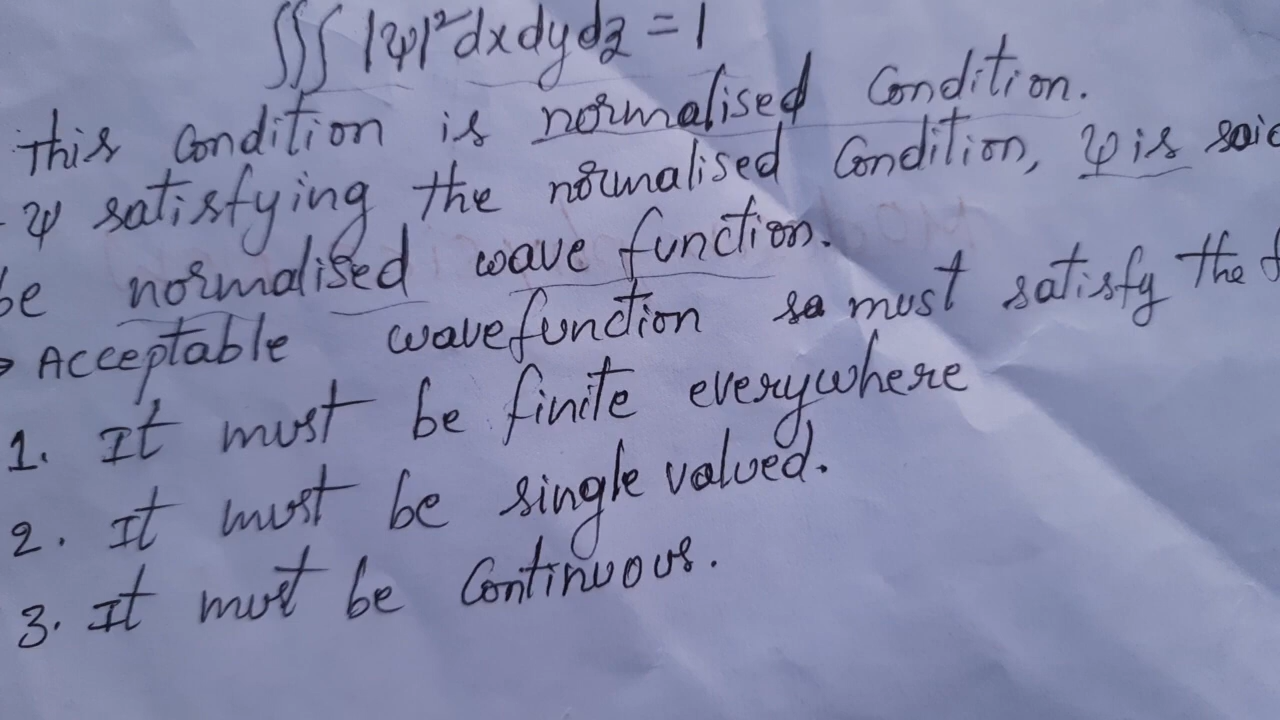 ∭ |ψ|² dx dy dz = 1
This condition is normalised condition.
ψ satisfying the normalised condition, ψ is said
be normalised wave function.
→ Acceptable wavefunction must satisfy the
1. It must be finite everywhere
2. It must be single valued.
3. It must be continuous.